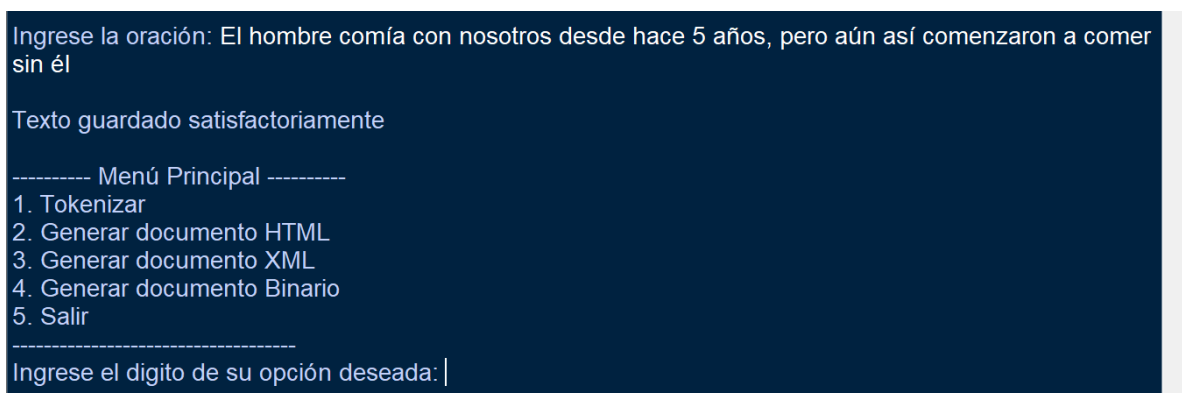 Ingrese la oración: El hombre comía con nosotros desde hace 5 años, pero aún así comenzaron a comer
sin él
Texto guardado satisfactoriamente
---------- Menú Principal ----------
1. Tokenizar
2. Generar documento HTML
3. Generar documento XML
4. Generar documento Binario
5. Salir
------------------------------------
Ingrese el digito de su opción deseada: